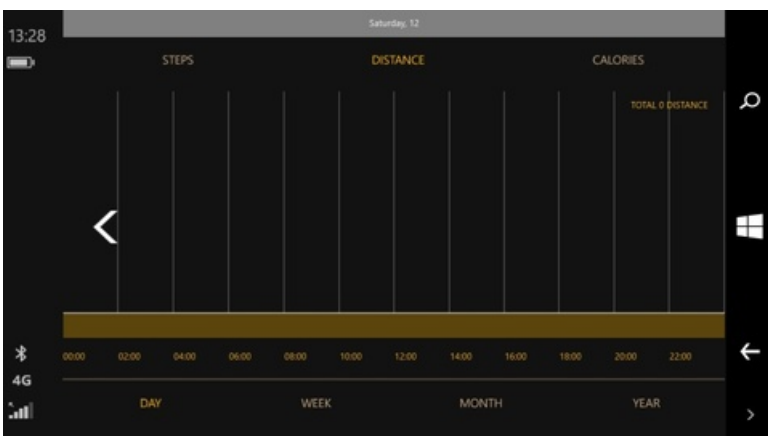 Saturday, 12
13:28
STEPS DISTANCE CALORIES
TOTAL 0 DISTANCE
00:00 02:00 04:00 06:00 08:00 10:00 12:00 14:00 16:00 18:00 20:00 22:00
4G
DAY WEEK MONTH YEAR